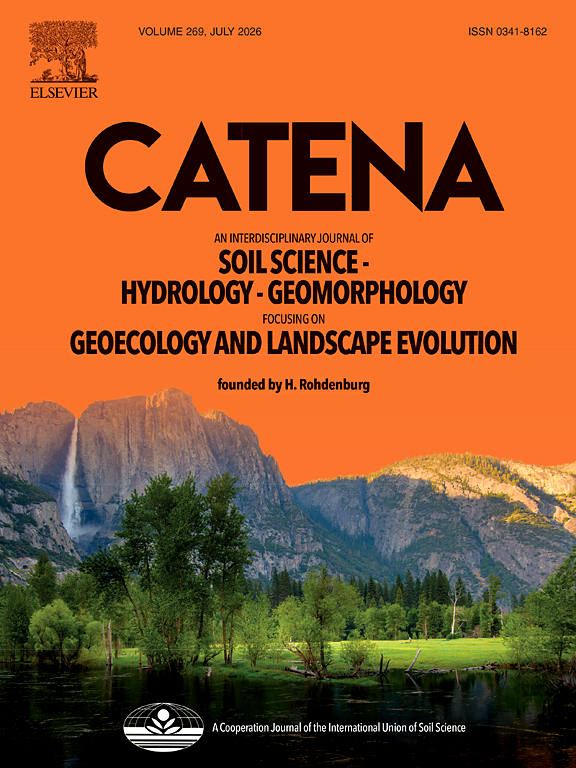 VOLUME 269, JULY 2026
ISSN 0341-8162
ELSEVIER
CATENA
AN INTERDISCIPLINARY JOURNAL OF
SOIL SCIENCE -
HYDROLOGY - GEOMORPHOLOGY
FOCUSING ON
GEOECOLOGY AND LANDSCAPE EVOLUTION
founded by H. Rohdenburg
A Cooperation Journal of the International Union of Soil Science